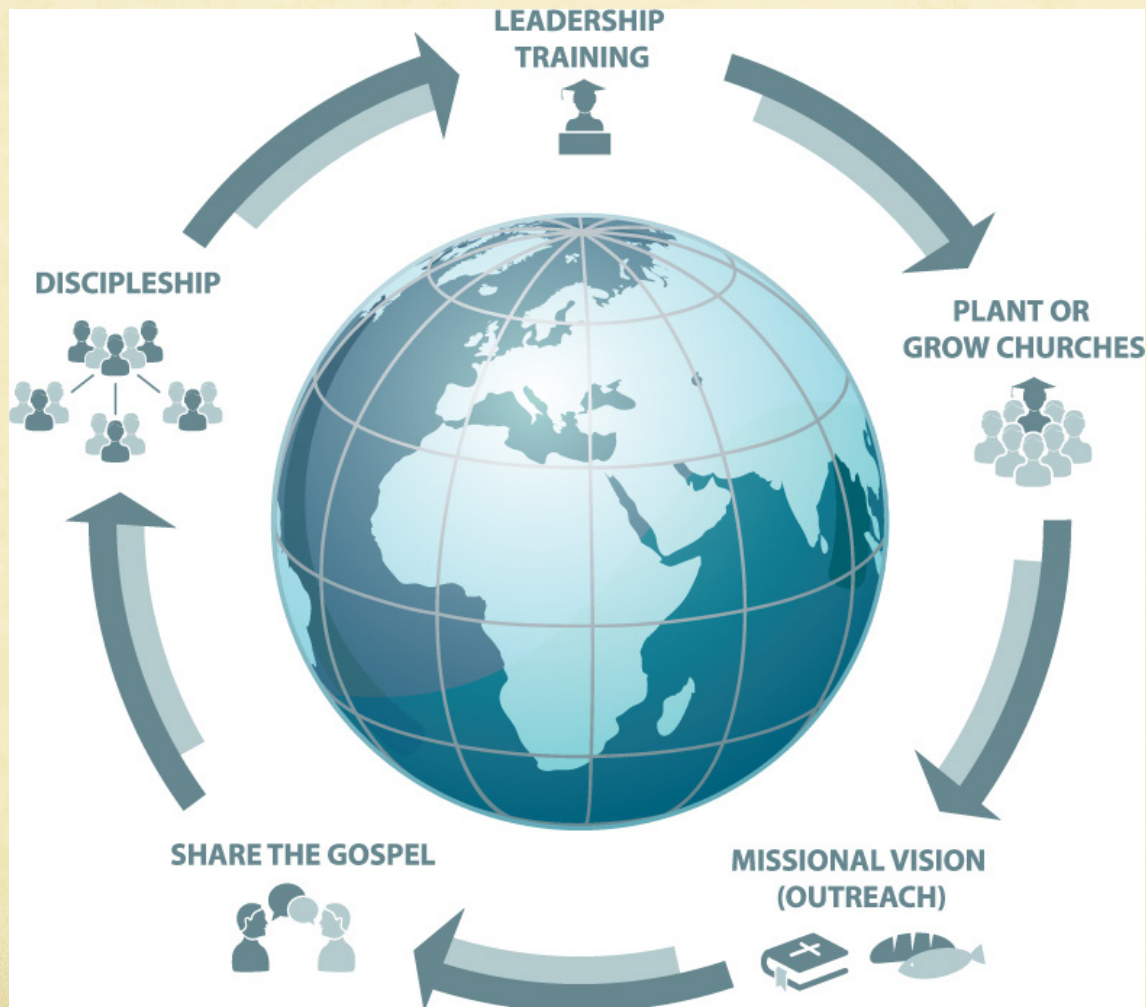 LEADERSHIP
TRAINING
PLANT OR
GROW CHURCHES
MISSIONAL VISION
(OUTREACH)
SHARE THE GOSPEL
DISCIPLESHIP